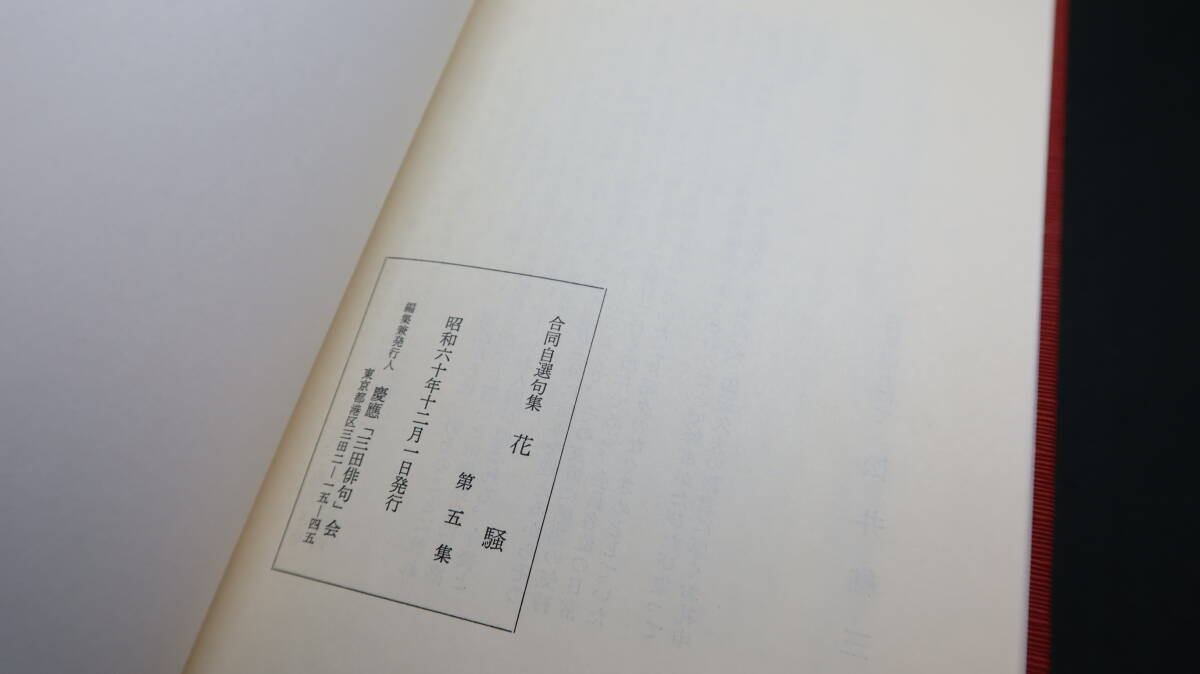 合同自選句集 花騒
第五集
昭和六十年十二月一日発行
編集兼発行人 慶應「三田俳句」会
東京都港区三田二―一五―四五